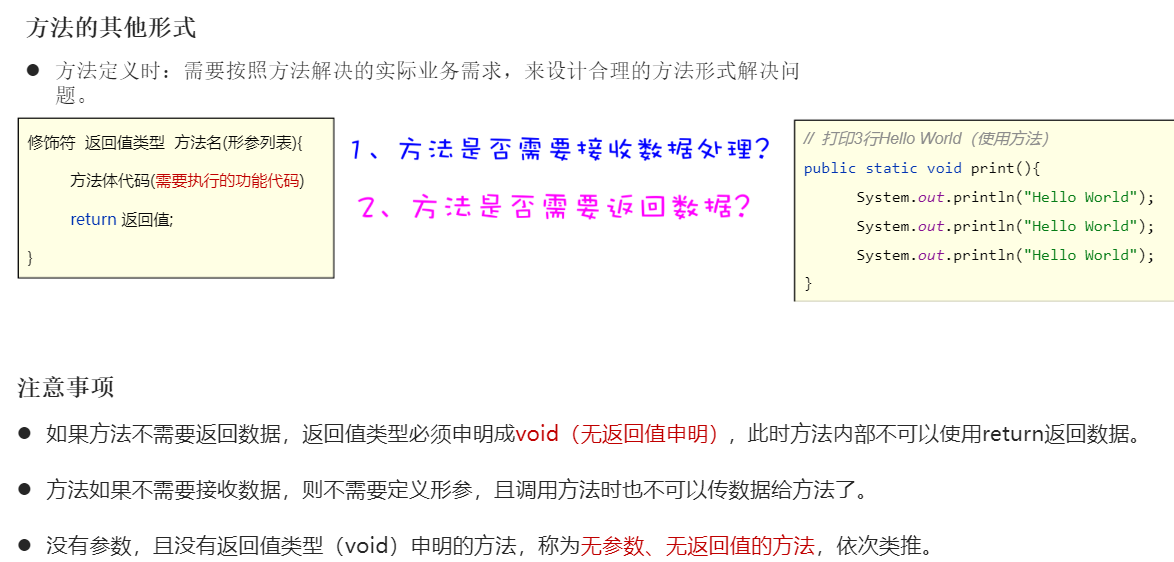 方法的其他形式
● 方法定义时：需要按照方法解决的实际业务需求，来设计合理的方法形式解决问
题。
修饰符 返回值类型 方法名(形参列表){
方法体代码(需要执行的功能代码)
return 返回值;
}
1、方法是否需要接收数据处理?
2、方法是否需要返回数据?
// 打印3行Hello World（使用方法）
public static void print(){
System.out.println("Hello World");
System.out.println("Hello World");
System.out.println("Hello World");
}
注意事项
● 如果方法不需要返回数据，返回值类型必须申明成void（无返回值申明），此时方法内部不可以使用return返回数据。
● 方法如果不需要接收数据，则不需要定义形参，且调用方法时也不可以传数据给方法了。
● 没有参数，且没有返回值类型（void）申明的方法，称为无参数、无返回值的方法，依次类推。